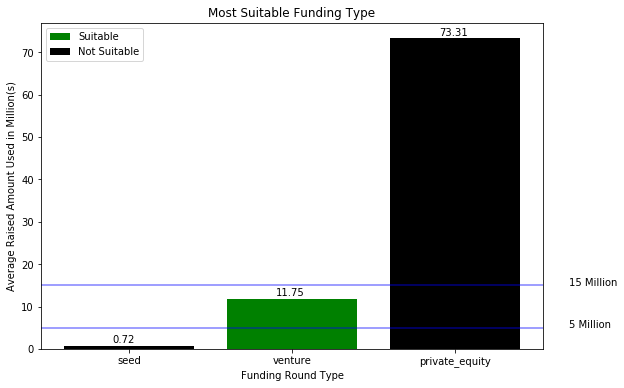 Most Suitable Funding Type
Suitable
Not Suitable
Average Raised Amount Used in Million(s)
70
60
50
40
30
20
10
0
0.72
11.75
73.31
15 Million
5 Million
seed
venture
private_equity
Funding Round Type